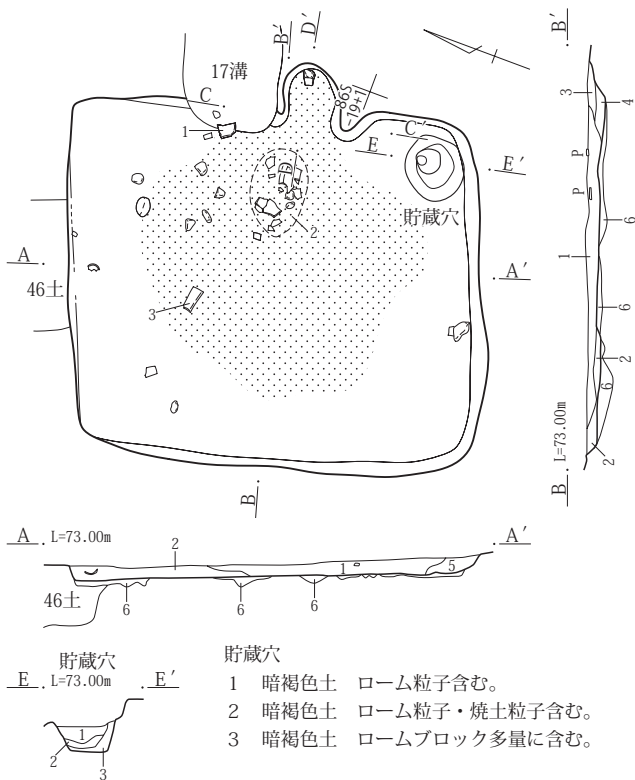 B′
D′
17溝
C
1
98S
-19+1
C′
E
E′
D
貯蔵穴
2
A
A′
46土
3
B
B′
3
4
P
P
6
1
6
2
6
L=73.00m
B
2
A L=73.00m
A′
2
1
5
46土
6
6
6
貯蔵穴
E L=73.00m E′
1
2
3
貯蔵穴
1 暗褐色土 ローム粒子含む。
2 暗褐色土 ローム粒子・焼土粒子含む。
3 暗褐色土 ロームブロック多量に含む。